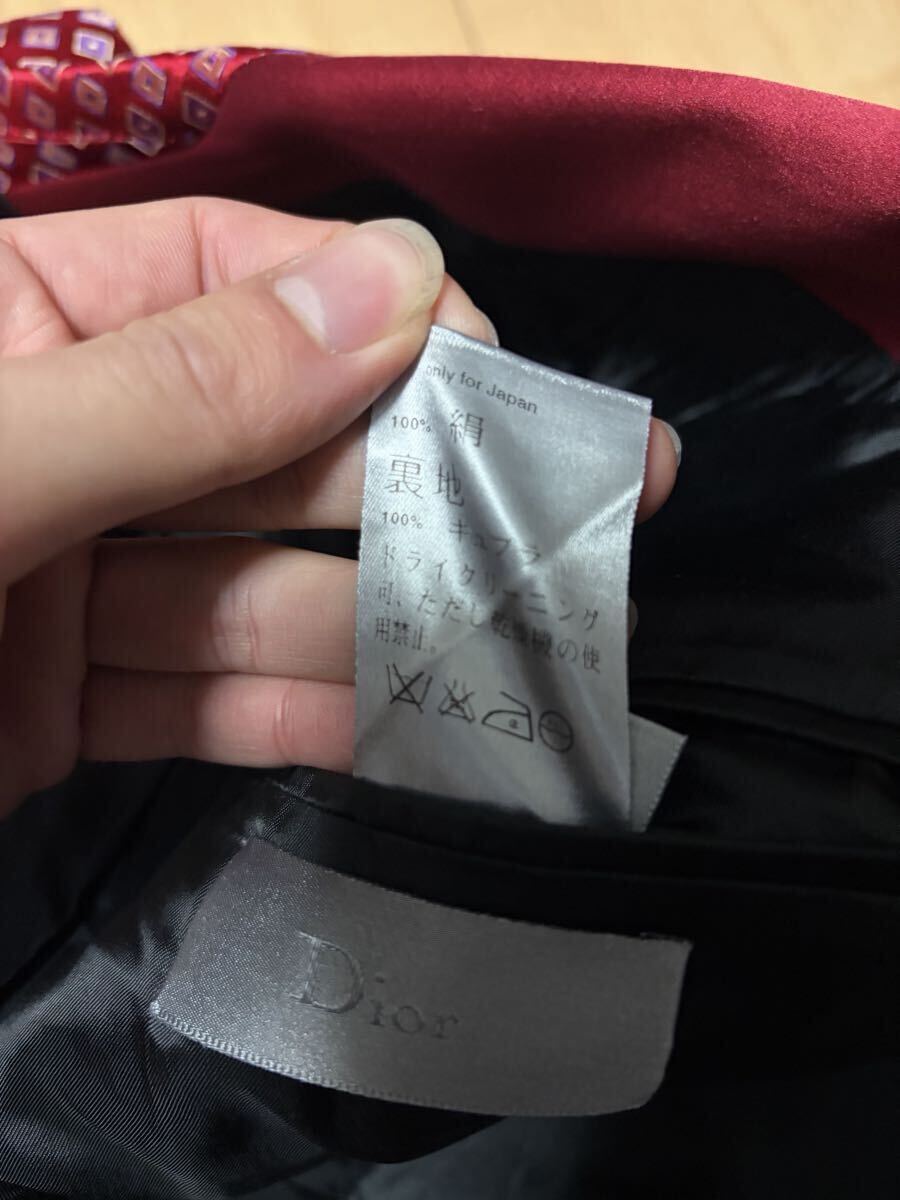 only for Japan
100% 絹
裏地
100% キュプラ
ドライクリーニング
可、ただし乾燥機の使
用禁止。
Dior